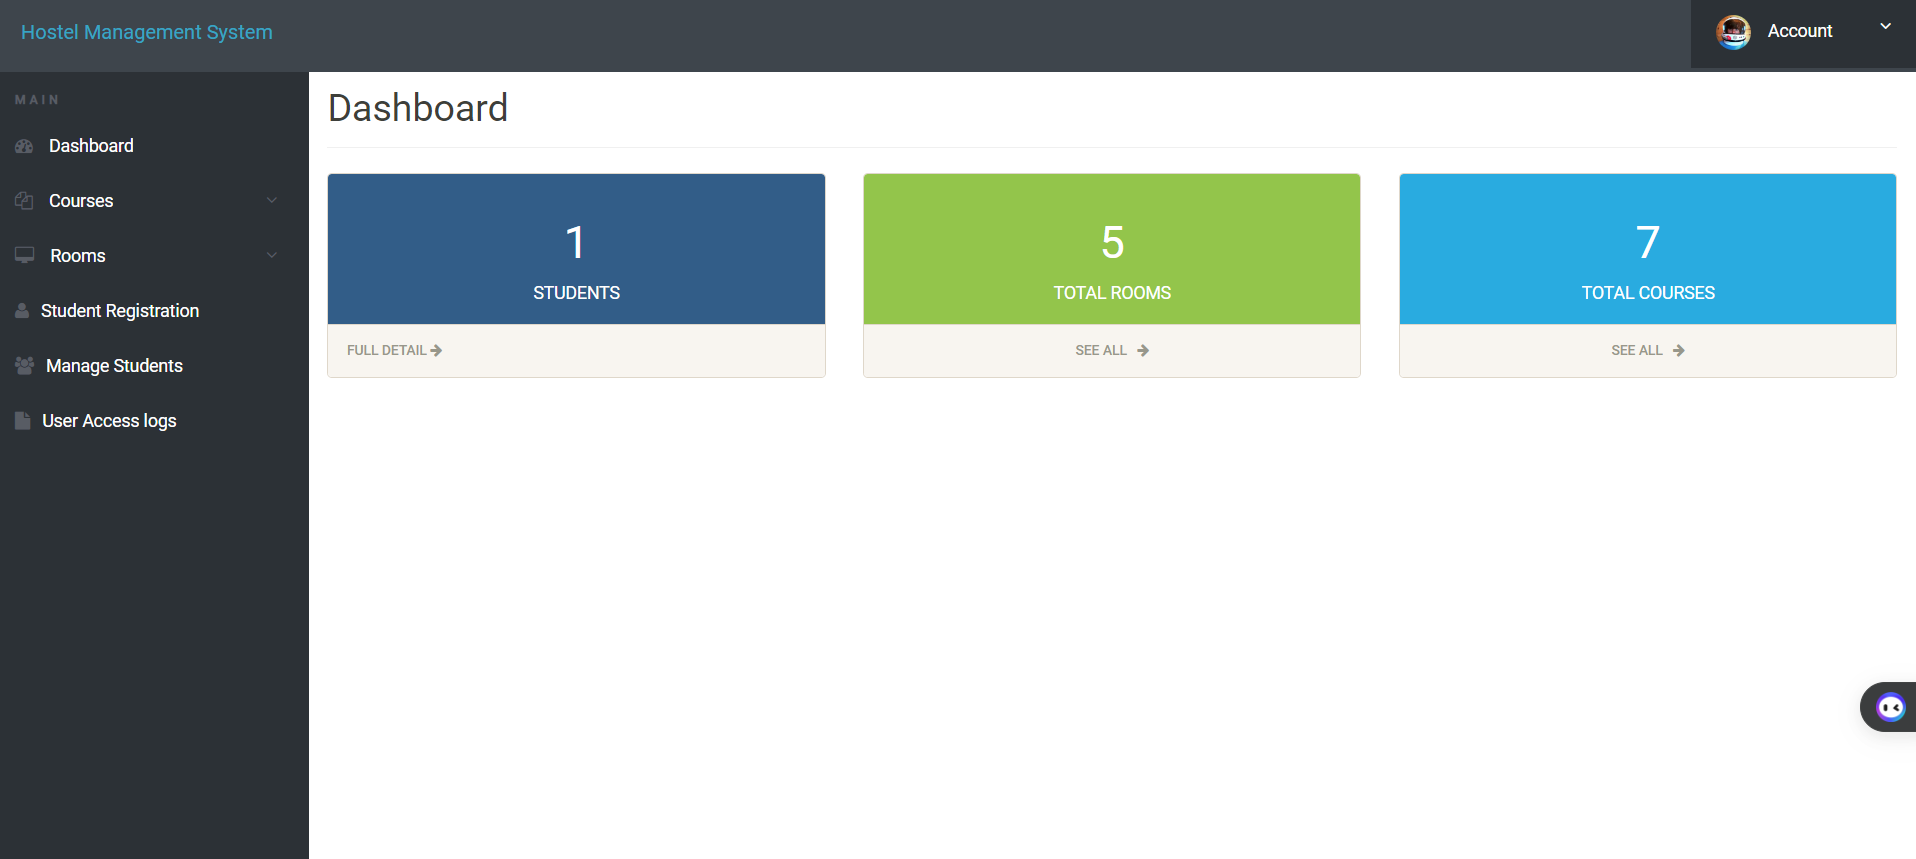 Hostel Management System
Account
MAIN
Dashboard
Courses
Rooms
Student Registration
Manage Students
User Access logs
Dashboard
1
STUDENTS
FULL DETAIL
5
TOTAL ROOMS
SEE ALL
7
TOTAL COURSES
SEE ALL